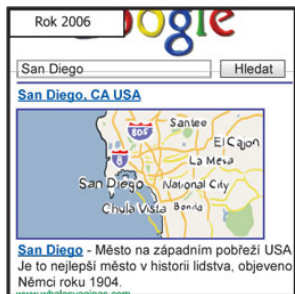 Rok 2006
oogle
San Diego
Hledat
San Diego, CA USA
Santee
805
El Cajon
8
La Mesa
San Diego
National City
Chula Vista
Bonita
San Diego - Město na západním pobřeží USA
Je to nejlepší město v historii lidstva, objeveno
Němci roku 1904.